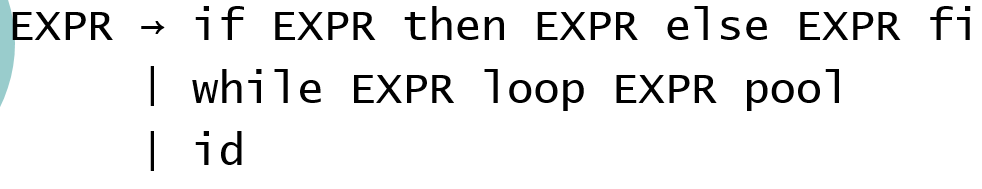 EXPR → if EXPR then EXPR else EXPR fi
| while EXPR loop EXPR pool
| id